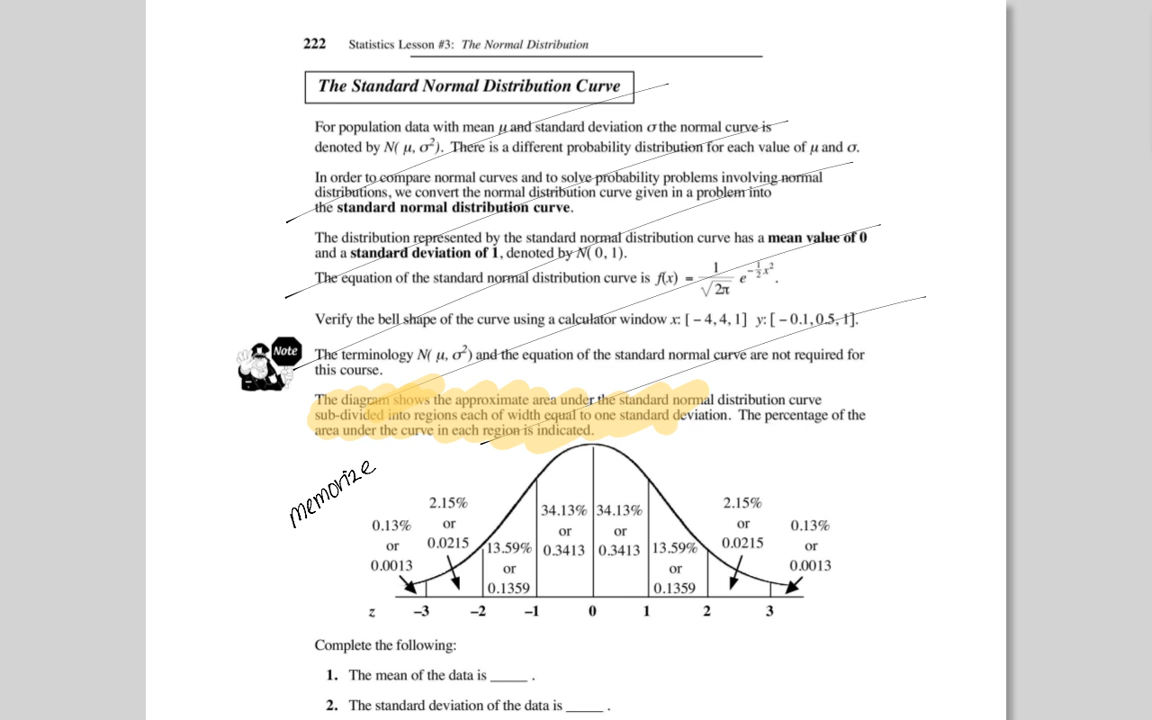 222 Statistics Lesson #3: The Normal Distribution
The Standard Normal Distribution Curve
For population data with mean μ and standard deviation σ the normal curve is
denoted by N( μ, σ²). There is a different probability distribution for each value of μ and σ.
In order to compare normal curves and to solve probability problems involving normal
distributions, we convert the normal distribution curve given in a problem into
the standard normal distribution curve.
The distribution represented by the standard normal distribution curve has a mean value of 0
and a standard deviation of 1, denoted by N( 0, 1).
The equation of the standard normal distribution curve is f(x) = 1/√2π e^(-½x²).
Verify the bell shape of the curve using a calculator window x: [ – 4, 4, 1] y: [ – 0.1, 0.5, 1].
Note
The terminology N( μ, σ²) and the equation of the standard normal curve are not required for
this course.
The diagram shows the approximate area under the standard normal distribution curve
sub-divided into regions each of width equal to one standard deviation. The percentage of the
area under the curve in each region is indicated.
memorize
0.13%
or
0.0013
2.15%
or
0.0215
13.59%
or
0.1359
34.13%
or
0.3413
34.13%
or
0.3413
13.59%
or
0.1359
2.15%
or
0.0215
0.13%
or
0.0013
z –3 –2 –1 0 1 2 3
Complete the following:
1. The mean of the data is _____ .
2. The standard deviation of the data is _____ .